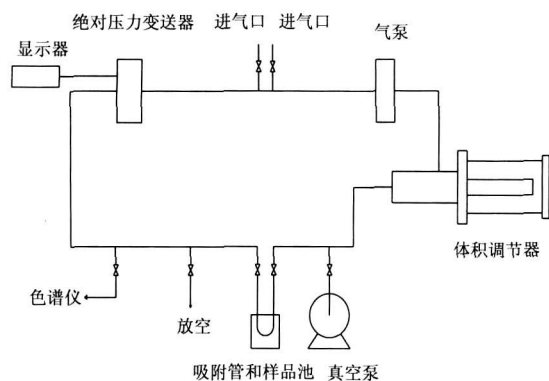 绝对压力变送器
进气口 进气口
气泵
显示器
体积调节器
色谱仪
放空
吸附管和样品池 真空泵